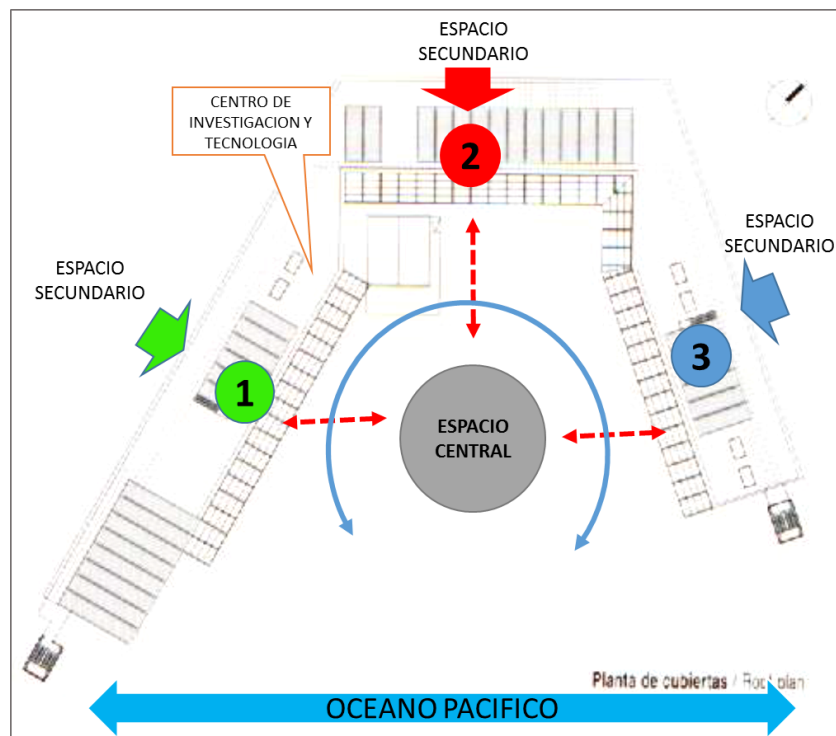 ESPACIO
SECUNDARIO
CENTRO DE
INVESTIGACION Y
TECNOLOGIA
2
ESPACIO
SECUNDARIO
ESPACIO
SECUNDARIO
1
3
ESPACIO
CENTRAL
Planta de cubiertas / Roof plan
OCEANO PACIFICO